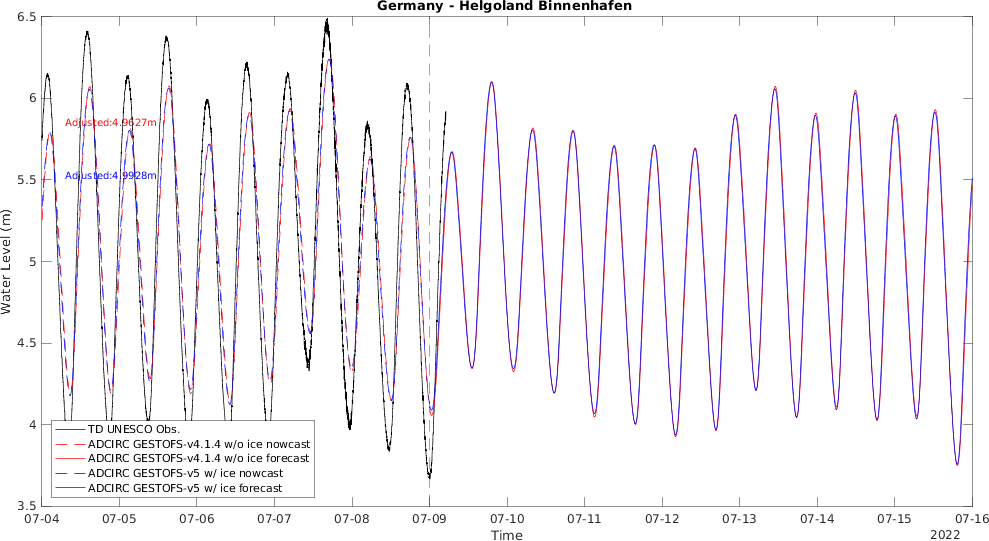 Germany - Helgoland Binnenhafen
6.5
6
5.5
5
4.5
4
3.5
Water Level (m)
Adjusted:4.9627m
Adjusted:4.9928m
TD UNESCO Obs.
ADCIRC GESTOFS-v4.1.4 w/o ice nowcast
ADCIRC GESTOFS-v4.1.4 w/o ice forecast
ADCIRC GESTOFS-v5 w/ ice nowcast
ADCIRC GESTOFS-v5 w/ ice forecast
07-04 07-05 07-06 07-07 07-08 07-09 07-10 07-11 07-12 07-13 07-14 07-15 07-16
Time
2022